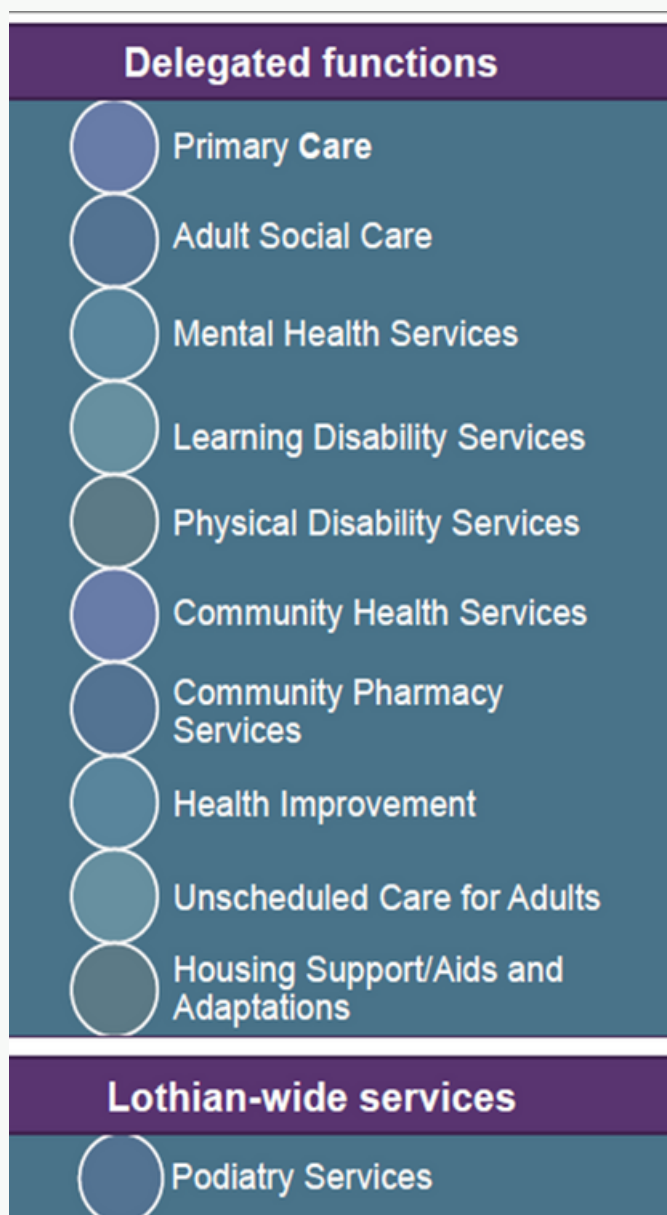 Delegated functions
Primary Care
Adult Social Care
Mental Health Services
Learning Disability Services
Physical Disability Services
Community Health Services
Community Pharmacy
Services
Health Improvement
Unscheduled Care for Adults
Housing Support/Aids and
Adaptations
Lothian-wide services
Podiatry Services